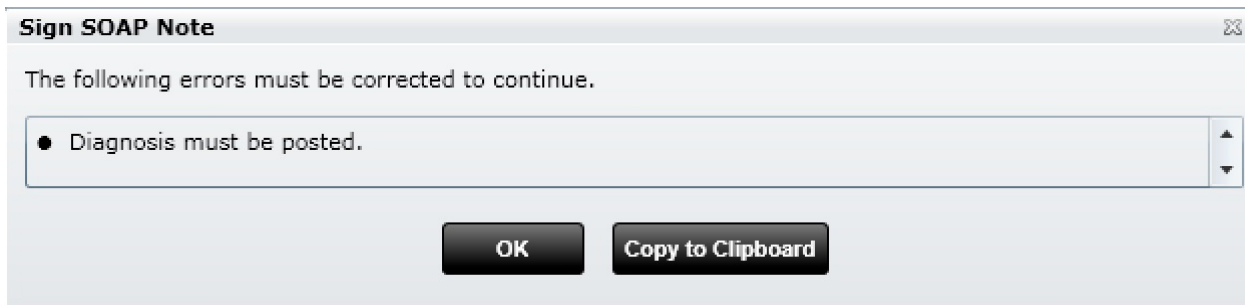 Sign SOAP Note
The following errors must be corrected to continue.
● Diagnosis must be posted.
OK
Copy to Clipboard